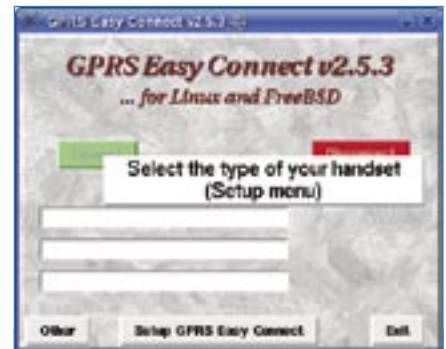 GPRS Easy Connect v2.5.3
GPRS Easy Connect v2.5.3
... for Linux and FreeBSD
Select the type of your handset
(Setup menu)
Other
Setup GPRS Easy Connect
Exit